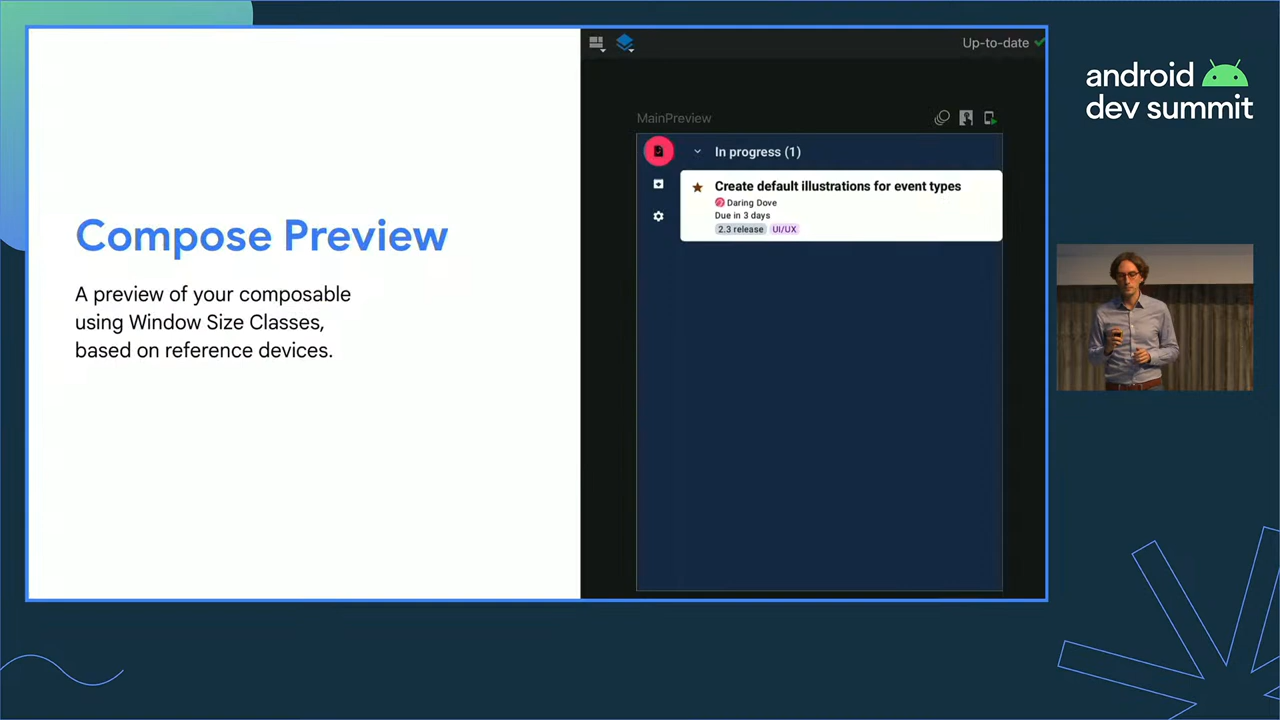 Compose Preview
A preview of your composable
using Window Size Classes,
based on reference devices.
Up-to-date
MainPreview
In progress (1)
Create default illustrations for event types
Daring Dove
Due in 3 days
2.3 release UI/UX
android
dev summit